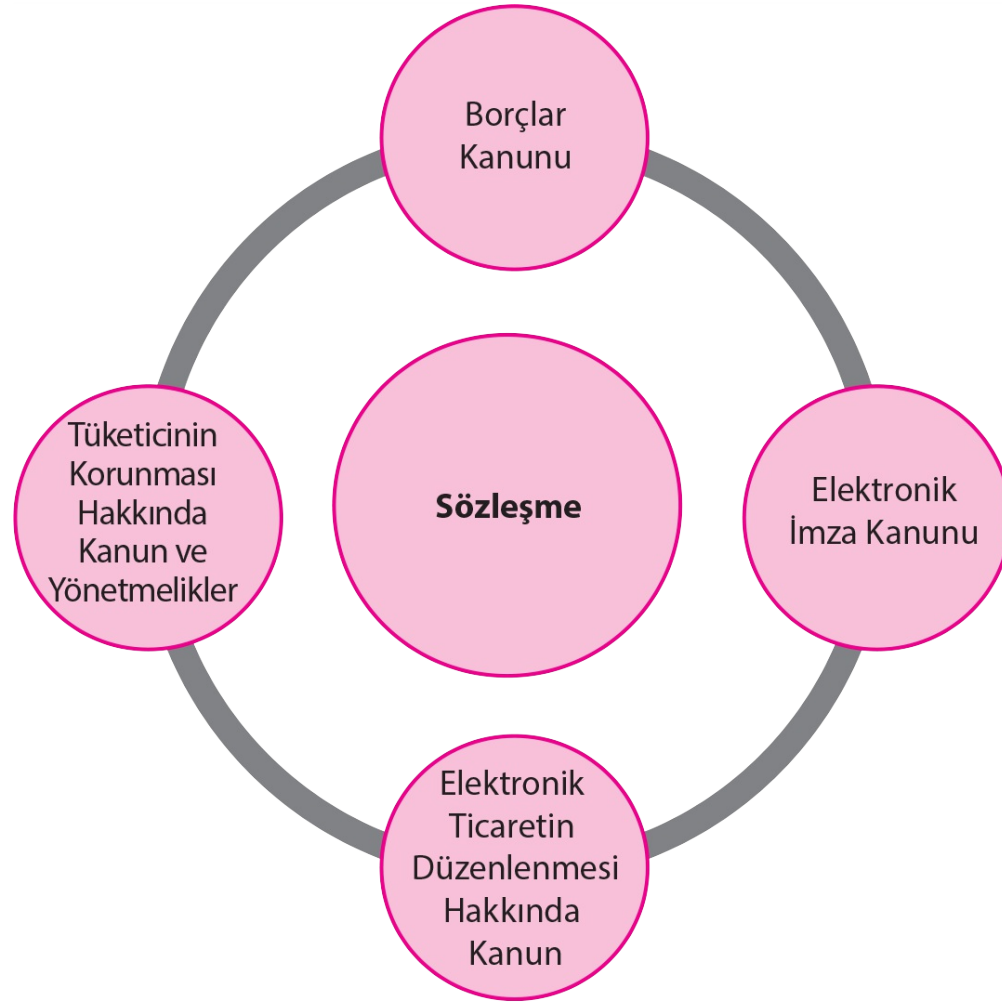 Borçlar
Kanunu
Tüketicinin
Korunması
Hakkında
Kanun ve
Yönetmelikler
Sözleşme
Elektronik
İmza Kanunu
Elektronik
Ticaretin
Düzenlenmesi
Hakkında
Kanun